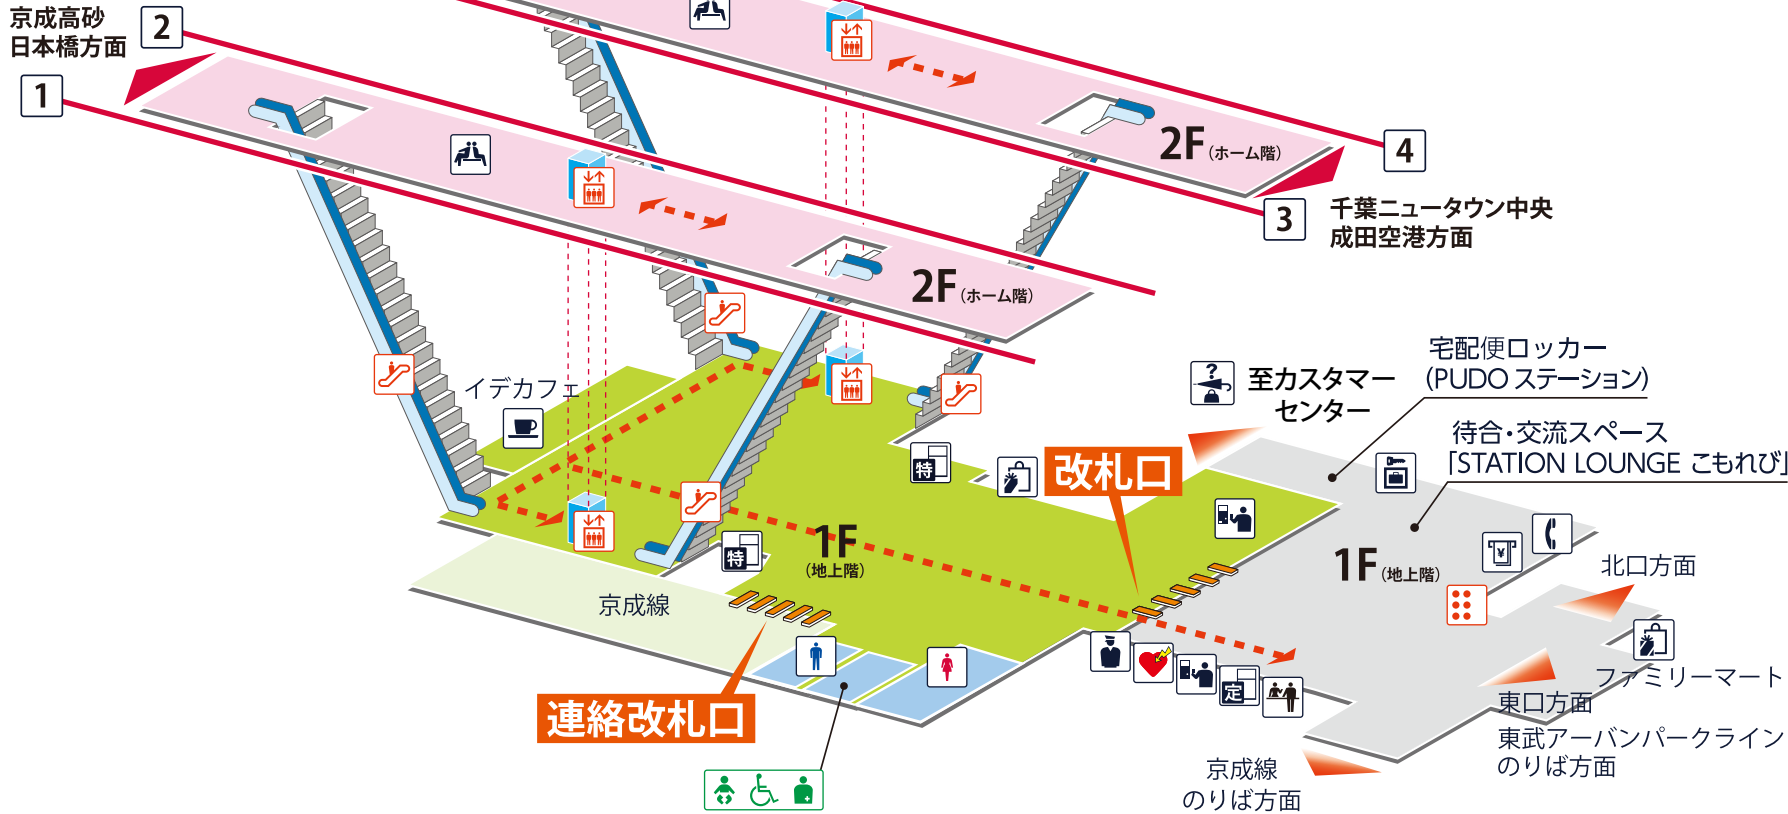 京成高砂
日本橋方面
2
1
4
2F(ホーム階)
3
千葉ニュータウン中央
成田空港方面
2F(ホーム階)
宅配便ロッカー
(PUDO ステーション)
?
至カスタマー
センター
イデカフェ
待合・交流スペース
「STATION LOUNGE こもれび」
改札口
特
特
1F
(地上階)
1F(地上階)
¥
北口方面
京成線
定
ファミリーマート
東口方面
連絡改札口
東武アーバンパークライン
のりば方面
京成線
のりば方面